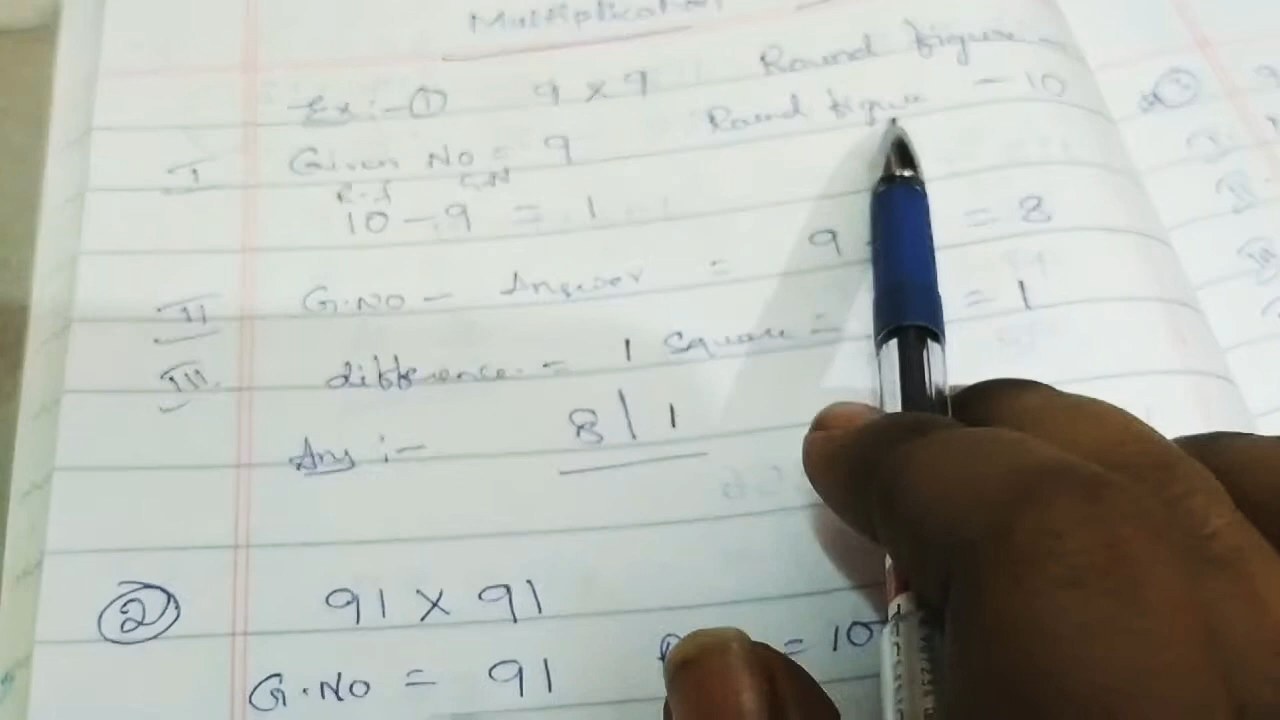 Multiplication
Ex:-① 9 x 9 Round figure -
I Given No = 9 Round figure - 10
R.f G.N
10 - 9 = 1
II G.NO - Answer = 9 = 8
III. difference = 1 Square = = 1
Ans :- 8 | 1
② 91 x 91
G.NO = 91 = 10